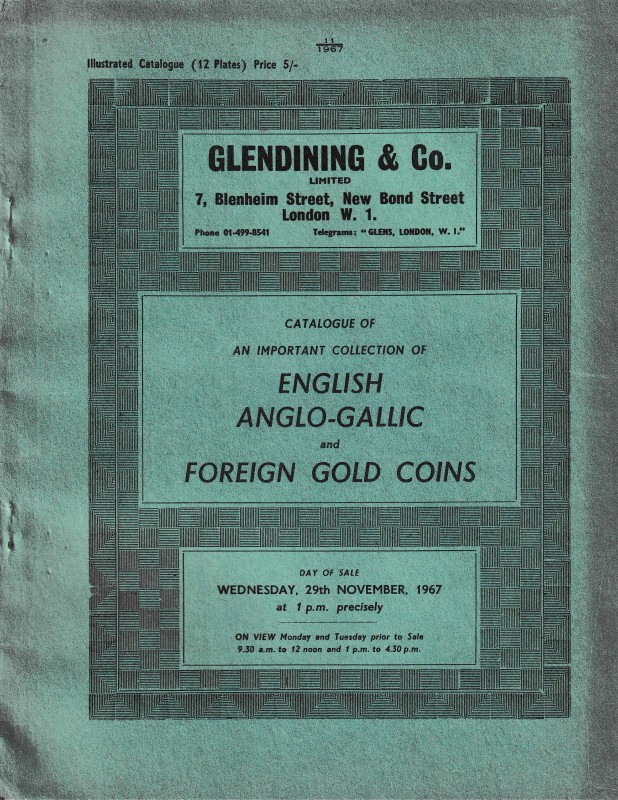 11
1967
Illustrated Catalogue (12 Plates) Price 5/-
GLENDINING & Co.
LIMITED
7, Blenheim Street, New Bond Street
London W. 1.
Phone 01-499-8541 Telegrams: "GLENS, LONDON, W. 1."
CATALOGUE OF
AN IMPORTANT COLLECTION OF
ENGLISH
ANGLO-GALLIC
and
FOREIGN GOLD COINS
DAY OF SALE
WEDNESDAY, 29th NOVEMBER, 1967
at 1 p.m. precisely
ON VIEW Monday and Tuesday prior to Sale
9.30 a.m. to 12 noon and 1 p.m. to 4.30 p.m.